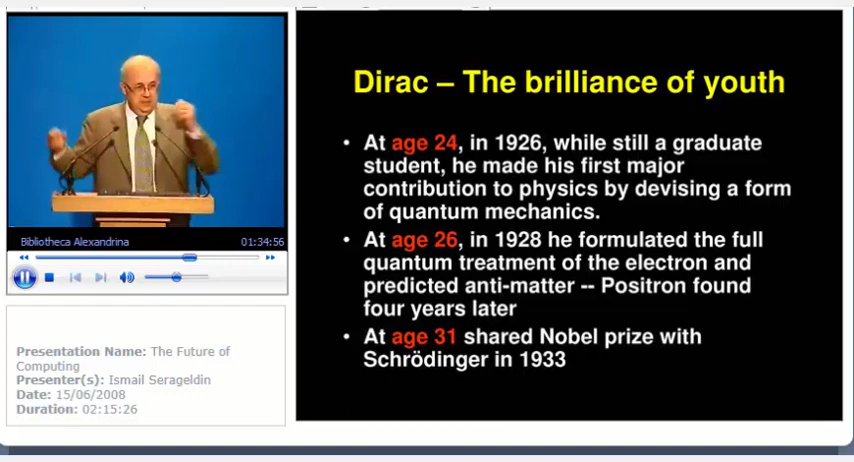 Bibliotheca Alexandrina 01:34:56
Presentation Name: The Future of
Computing
Presenter(s): Ismail Serageldin
Date: 15/06/2008
Duration: 02:15:26
Dirac – The brilliance of youth
• At age 24, in 1926, while still a graduate
student, he made his first major
contribution to physics by devising a form
of quantum mechanics.
• At age 26, in 1928 he formulated the full
quantum treatment of the electron and
predicted anti-matter -- Positron found
four years later
• At age 31 shared Nobel prize with
Schrödinger in 1933